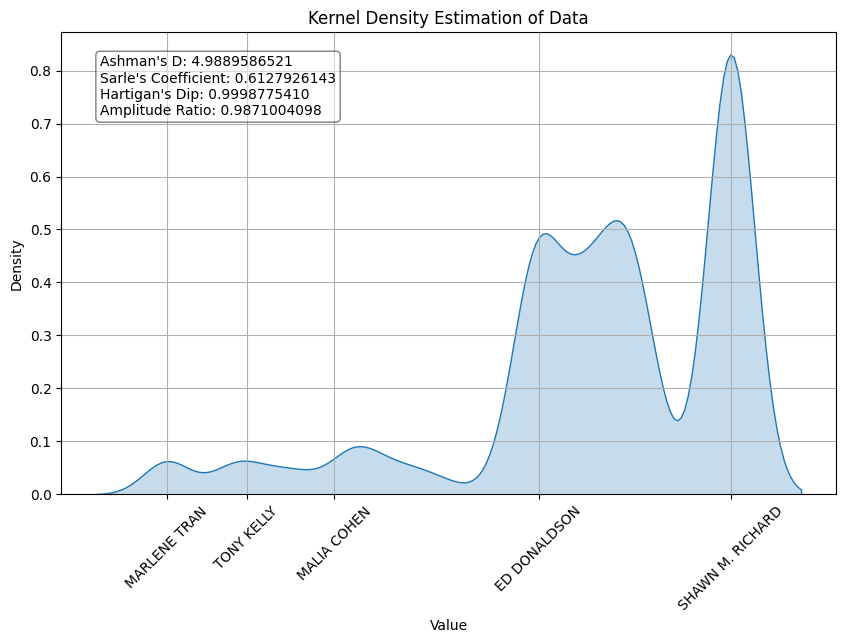 Kernel Density Estimation of Data
Ashman's D: 4.9889586521
Sarle's Coefficient: 0.6127926143
Hartigan's Dip: 0.9998775410
Amplitude Ratio: 0.9871004098
Density
0.8
0.7
0.6
0.5
0.4
0.3
0.2
0.1
0.0
MARLENE TRAN
TONY KELLY
MALIA COHEN
ED DONALDSON
SHAWN M. RICHARD
Value